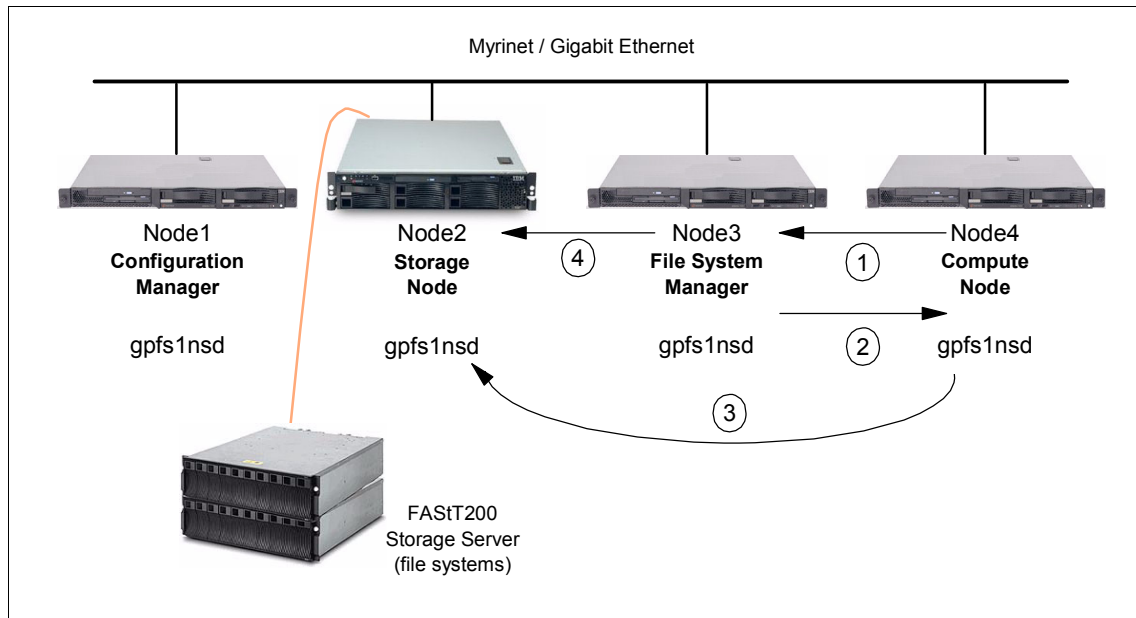 Myrinet / Gigabit Ethernet
Node1
Configuration
Manager
gpfs1nsd
Node2
Storage
Node
gpfs1nsd
Node3
File System
Manager
gpfs1nsd
Node4
Compute
Node
gpfs1nsd
4
1
2
3
FAStT200
Storage Server
(file systems)